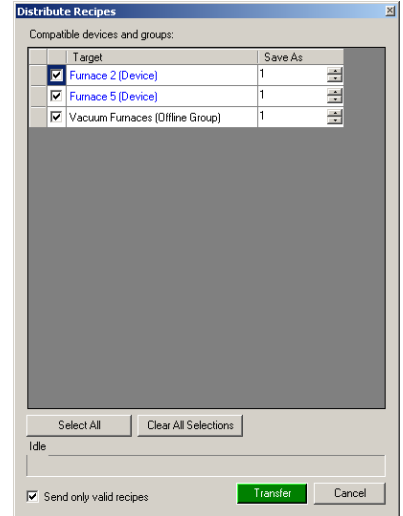 Distribute Recipes
Compatible devices and groups:
Target Save As
Furnace 2 (Device) 1
Furnace 5 (Device) 1
Vacuum Furnaces (Offline Group) 1
Select All Clear All Selections
Idle
Send only valid recipes Transfer Cancel